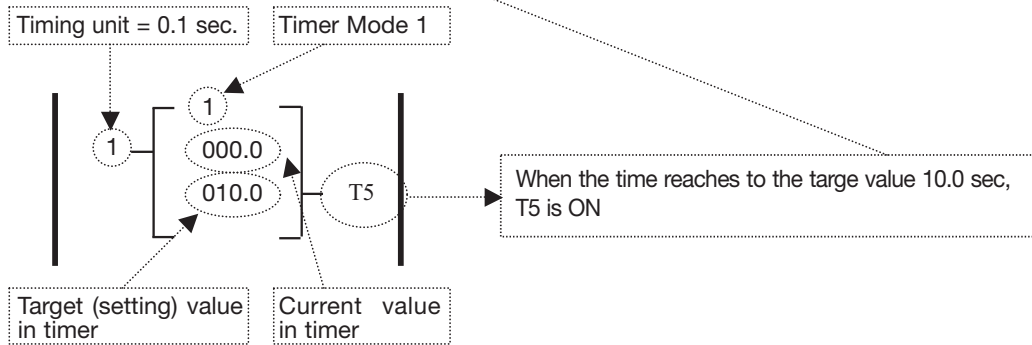 Timing unit = 0.1 sec.
Timer Mode 1
1
1
000.0
010.0
T5
When the time reaches to the targe value 10.0 sec,
T5 is ON
Target (setting) value
in timer
Current value
in timer